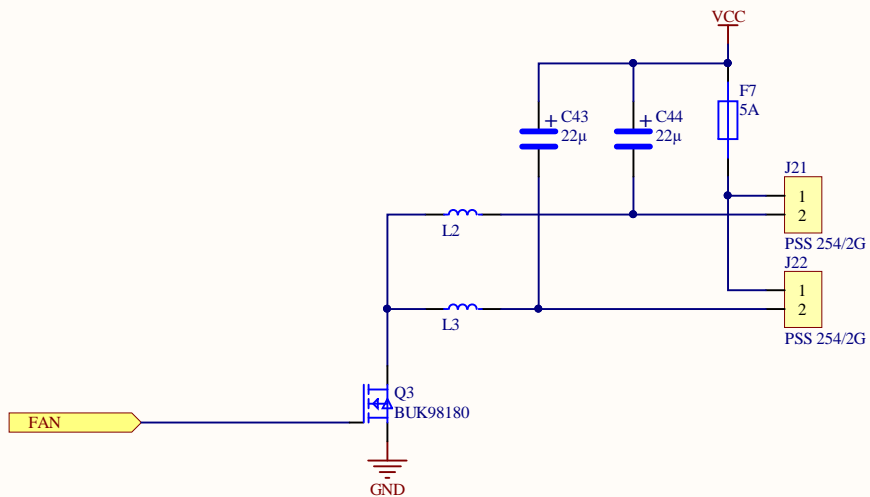 VCC
F7
5A
+
C43
22µ
+
C44
22µ
J21
1
2
PSS 254/2G
L2
J22
1
2
PSS 254/2G
L3
Q3
BUK98180
FAN
GND